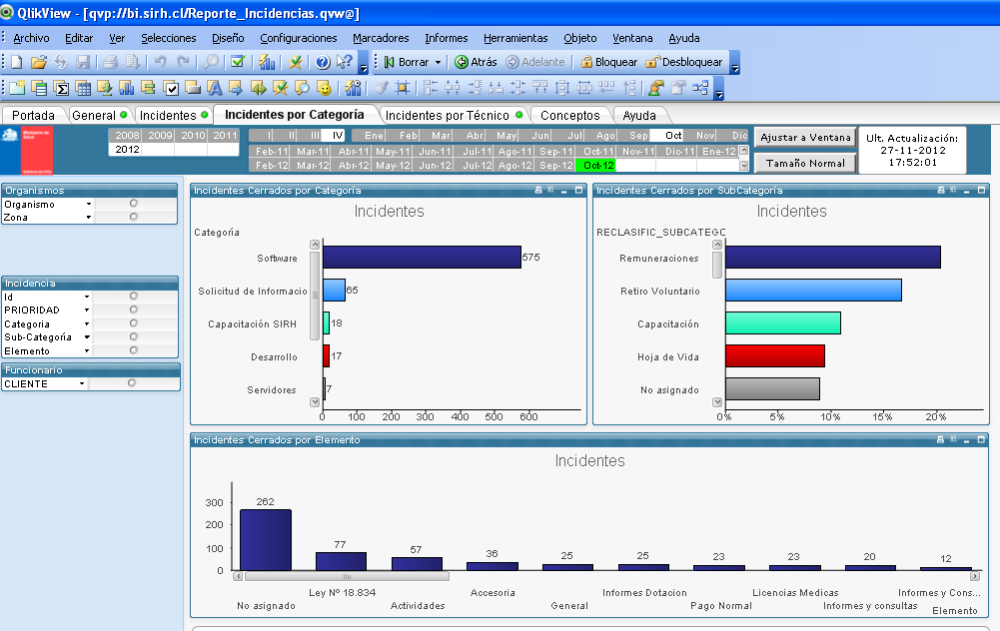 QlikView - [qvp://bi.sirh.cl/Reporte_Incidencias.qvw@]
Archivo Editar Ver Selecciones Diseño Configuraciones Marcadores Informes Herramientas Objeto Ventana Ayuda
Borrar Atrás Adelante Bloquear Desbloquear
Portada General Incidentes Incidentes por Categoría Incidentes por Técnico Conceptos Ayuda
2008 2009 2010 2011
2012
I II III IV Ene Feb Mar Abr May Jun Jul Ago Sep Oct Nov Dic
Feb-11 Mar-11 Abr-11 May-11 Jun-11 Jul-11 Ago-11 Sep-11 Oct-11 Nov-11 Dic-11 Ene-12
Feb-12 Mar-12 Abr-12 May-12 Jun-12 Jul-12 Ago-12 Sep-12 Oct-12
Ajustar a Ventana
Tamaño Normal
Ult. Actualización:
27-11-2012
17:52:01
Organismos
Organismo
Zona
Incidencia
Id
PRIORIDAD
Categoria
Sub-Categoría
Elemento
Funcionario
CLIENTE
Incidentes Cerrados por Categoría XL
Incidentes
Categoría
Software 575
Solicitud de Informacio 65
Capacitación SIRH 18
Desarrollo 17
Servidores 7
0 100 200 300 400 500 600
Incidentes Cerrados por SubCategoría XL
Incidentes
RECLASIFIC_SUBCATEGC
Remuneraciones
Retiro Voluntario
Capacitación
Hoja de Vida
No asignado
0% 5% 10% 15% 20%
Incidentes Cerrados por Elemento XL
Incidentes
300
200
100
0
262 77 57 36 25 25 23 23 20 12
No asignado Ley Nº 18.834 Actividades Accesoria General Informes Dotacion Pago Normal Licencias Medicas Informes y consultas Informes y Cons...
Elemento